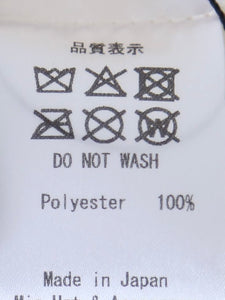 品質表示
DO NOT WASH
Polyester 100%
Made in Japan